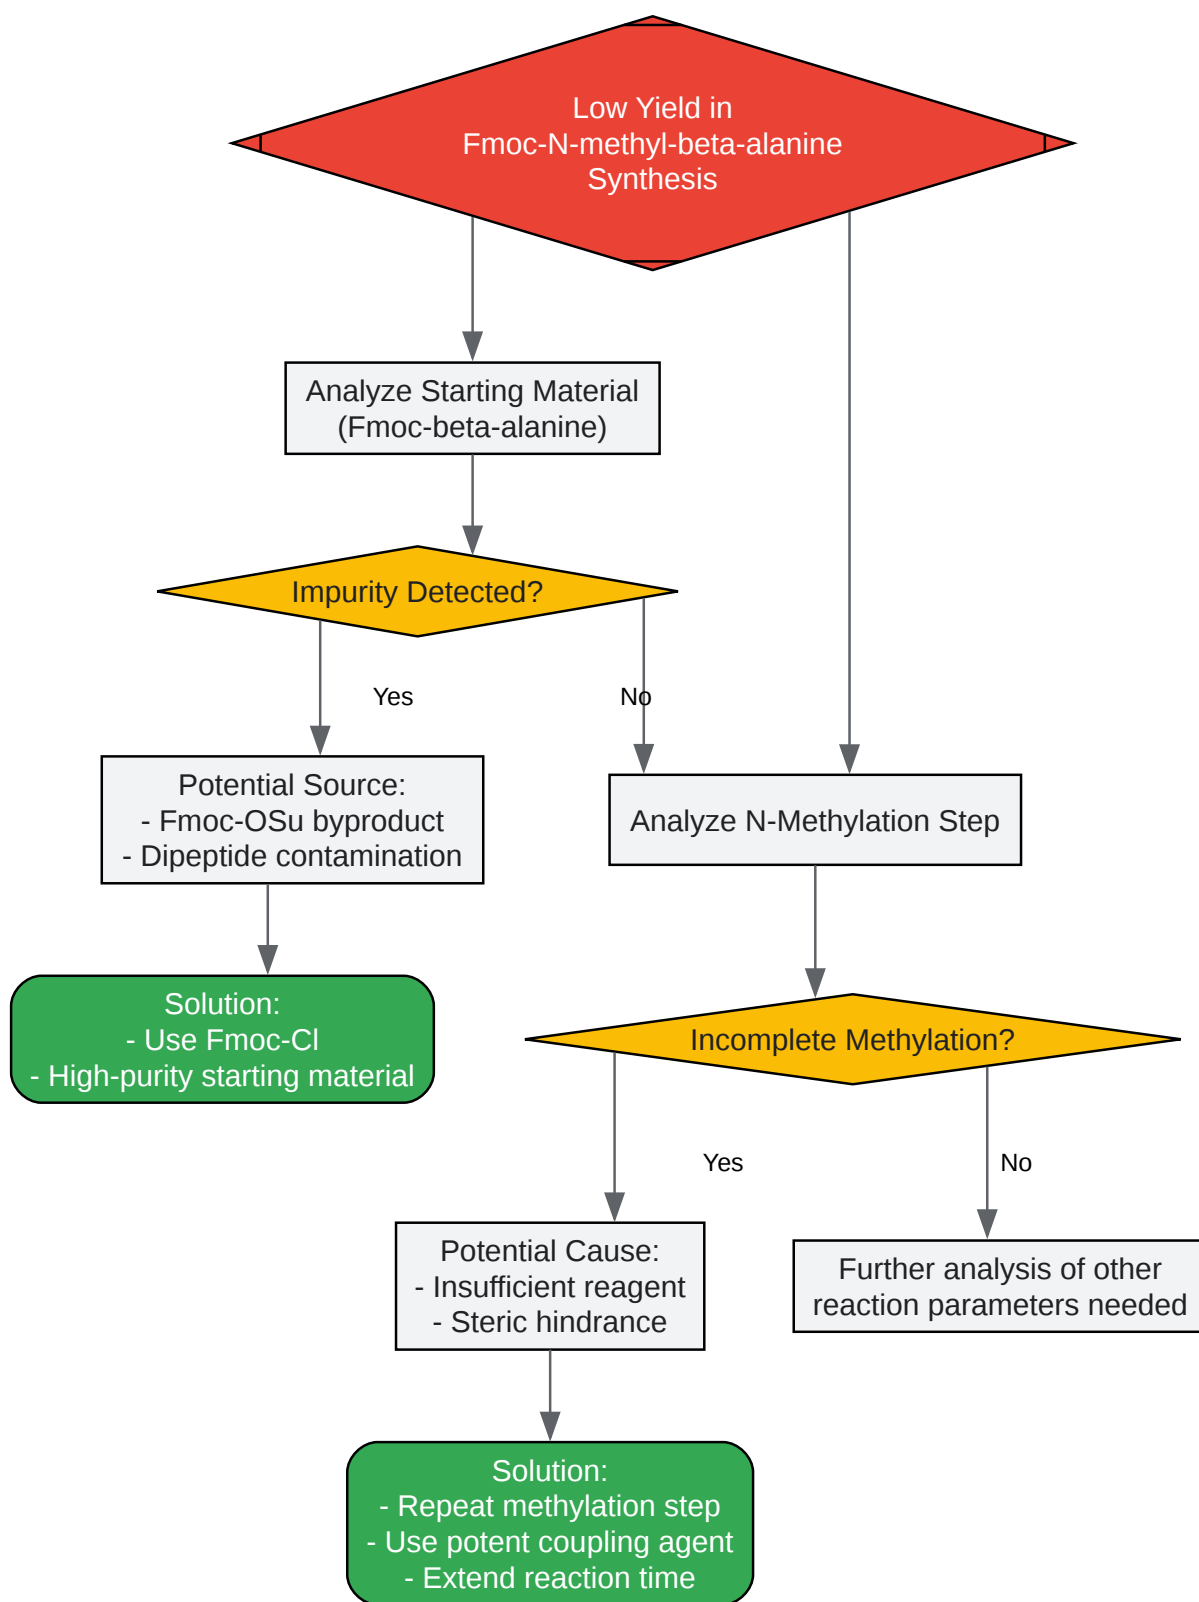 Low Yield in
Fmoc-N-methyl-beta-alanine
Synthesis
Analyze Starting Material
(Fmoc-beta-alanine)
Impurity Detected?
Yes
No
Potential Source:
- Fmoc-OSu byproduct
- Dipeptide contamination
Analyze N-Methylation Step
Solution:
- Use Fmoc-Cl
- High-purity starting material
Incomplete Methylation?
Yes
No
Potential Cause:
- Insufficient reagent
- Steric hindrance
Further analysis of other
reaction parameters needed
Solution:
- Repeat methylation step
- Use potent coupling agent
- Extend reaction time